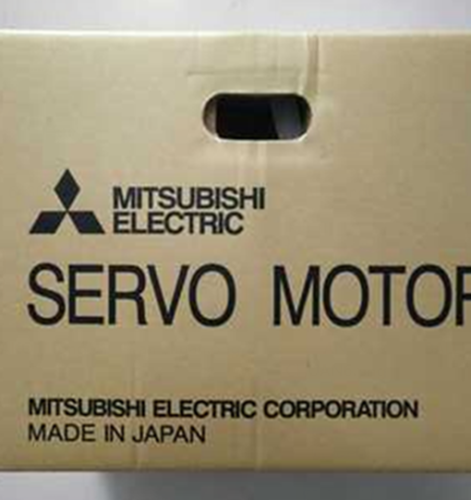 MITSUBISHI
ELECTRIC
SERVO MOTOR
MITSUBISHI ELECTRIC CORPORATION
MADE IN JAPAN